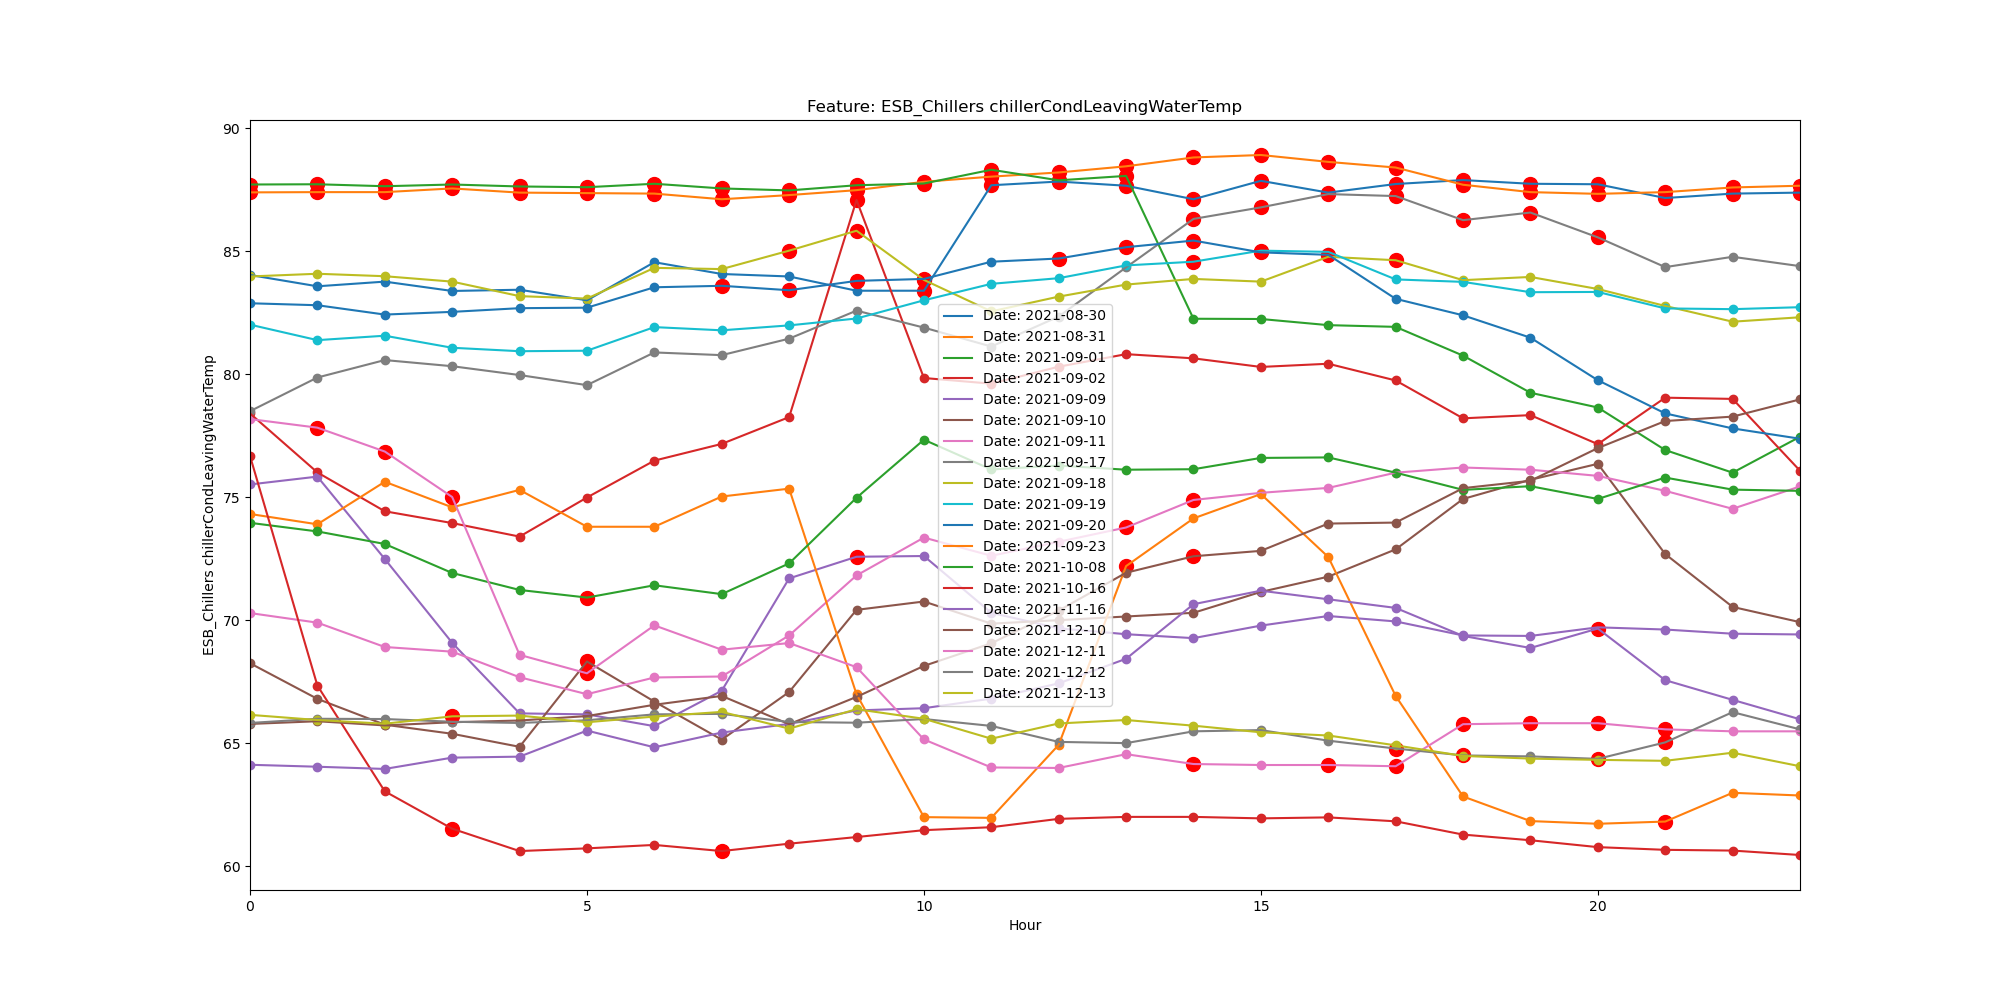 Feature: ESB_Chillers chillerCondLeavingWaterTemp
90
85
80
75
70
65
60
ESB_Chillers chillerCondLeavingWaterTemp
Date: 2021-08-30
Date: 2021-08-31
Date: 2021-09-01
Date: 2021-09-02
Date: 2021-09-09
Date: 2021-09-10
Date: 2021-09-11
Date: 2021-09-17
Date: 2021-09-18
Date: 2021-09-19
Date: 2021-09-20
Date: 2021-09-23
Date: 2021-10-08
Date: 2021-10-16
Date: 2021-11-16
Date: 2021-12-10
Date: 2021-12-11
Date: 2021-12-12
Date: 2021-12-13
0 5 10 15 20
Hour